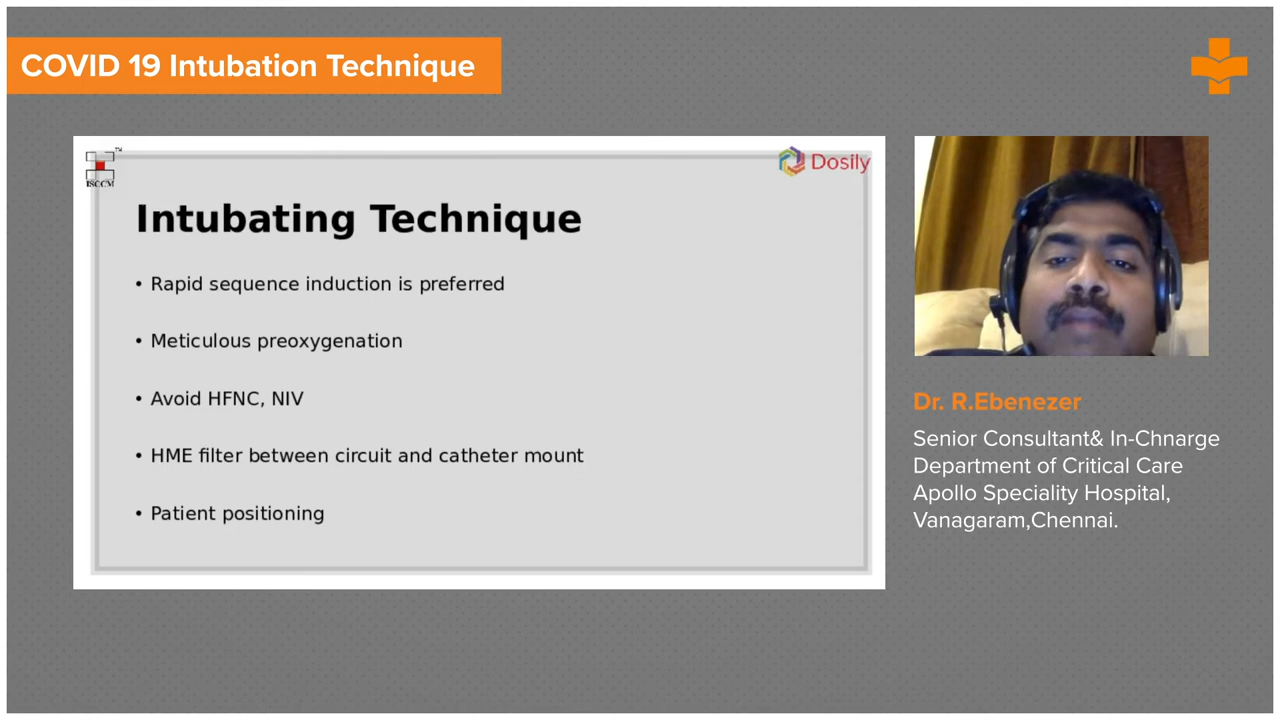 COVID 19 Intubation Technique
ISCCM
TM
Dosily
Intubating Technique
• Rapid sequence induction is preferred
• Meticulous preoxygenation
• Avoid HFNC, NIV
• HME filter between circuit and catheter mount
• Patient positioning
Dr. R.Ebenezer
Senior Consultant& In-Chnarge
Department of Critical Care
Apollo Speciality Hospital,
Vanagaram,Chennai.